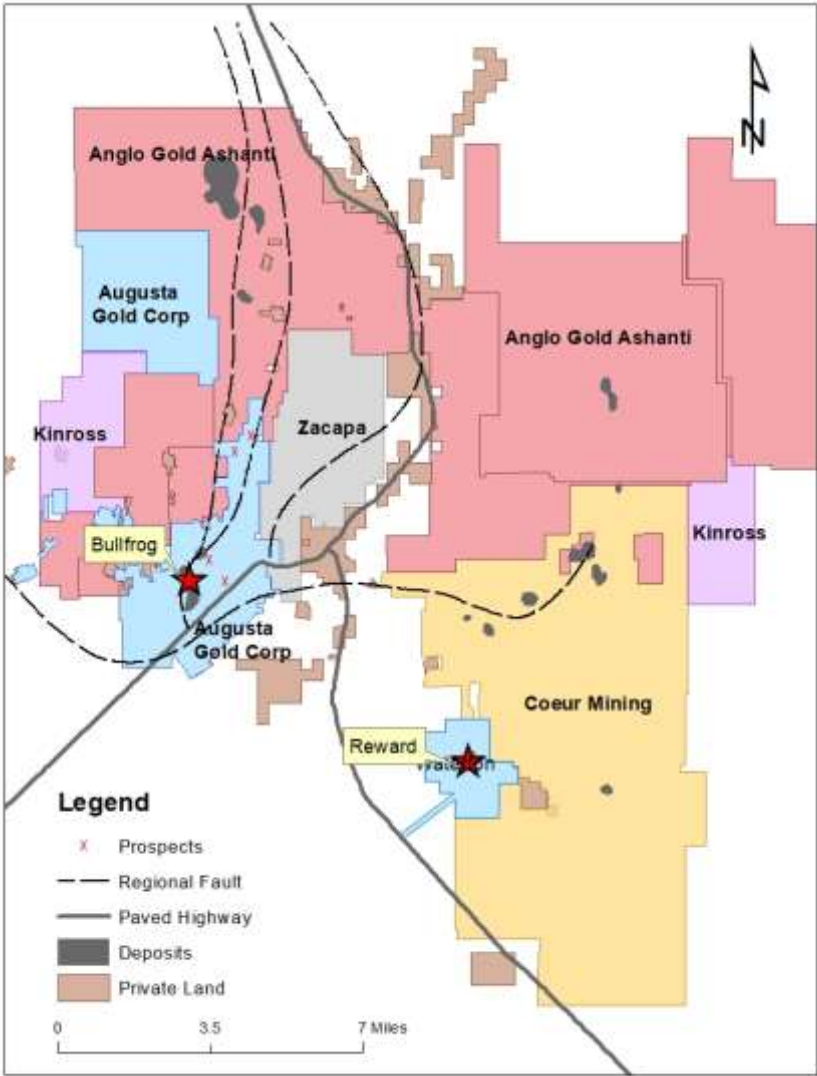 N
Anglo Gold Ashanti
Augusta
Gold Corp
Anglo Gold Ashanti
Kinross
Zacapa
Kinross
Bullfrog
Augusta
Gold Corp
Coeur Mining
Reward
Legend
X Prospects
Regional Fault
Paved Highway
Deposits
Private Land
0 3.5 7 Miles